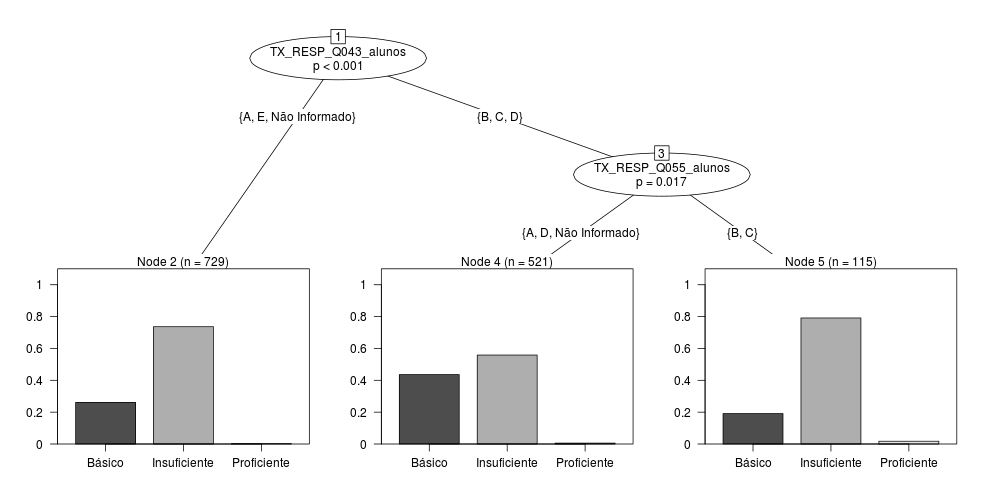 1
TX_RESP_Q043_alunos
p < 0.001
{A, E, Não Informado}
{B, C, D}
3
TX_RESP_Q055_alunos
p = 0.017
{A, D, Não Informado}
{B, C}
Node 2 (n = 729)
1
0.8
0.6
0.4
0.2
0
Básico Insuficiente Proficiente
Node 4 (n = 521)
1
0.8
0.6
0.4
0.2
0
Básico Insuficiente Proficiente
Node 5 (n = 115)
1
0.8
0.6
0.4
0.2
0
Básico Insuficiente Proficiente